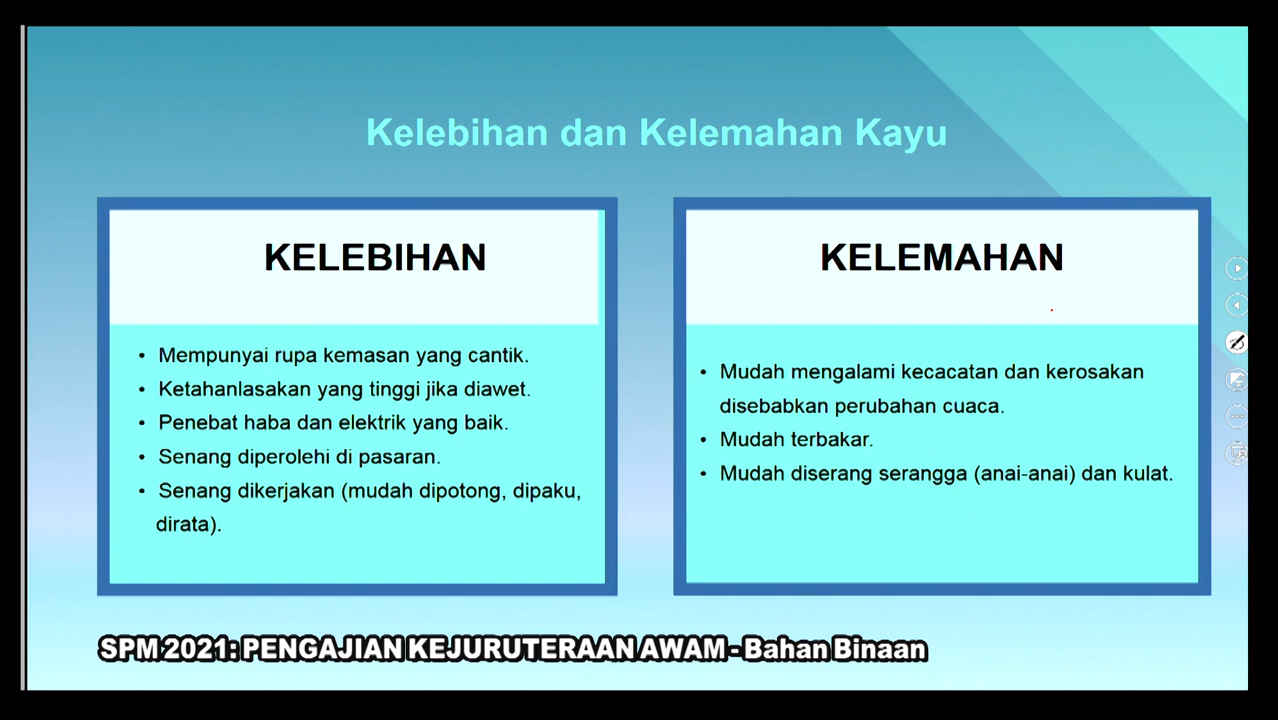 Kelebihan dan Kelemahan Kayu
KELEBIHAN
• Mempunyai rupa kemasan yang cantik.
• Ketahanlasakan yang tinggi jika diawet.
• Penebat haba dan elektrik yang baik.
• Senang diperolehi di pasaran.
• Senang dikerjakan (mudah dipotong, dipaku,
dirata).
KELEMAHAN
• Mudah mengalami kecacatan dan kerosakan
disebabkan perubahan cuaca.
• Mudah terbakar.
• Mudah diserang serangga (anai-anai) dan kulat.
SPM 2021: PENGAJIAN KEJURUTERAAN AWAM - Bahan Binaan